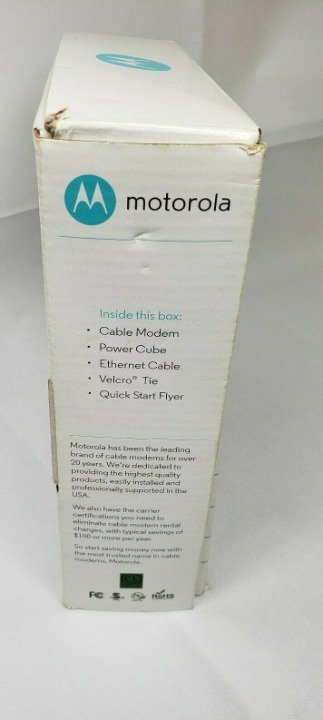 motorola
Inside this box:
• Cable Modem
• Power Cube
• Ethernet Cable
• Velcro® Tie
• Quick Start Flyer
Motorola has been the leading
brand of cable modems for over
20 years. We're dedicated to
providing the highest quality
products, easily installed and
professionally supported in the
USA.
We also have the carrier
certifications you need to
eliminate cable modem rental
charges, with typical savings of
$100 or more per year.
So start saving money now with
the most trusted name in cable
modems, Motorola.
FC RoHS